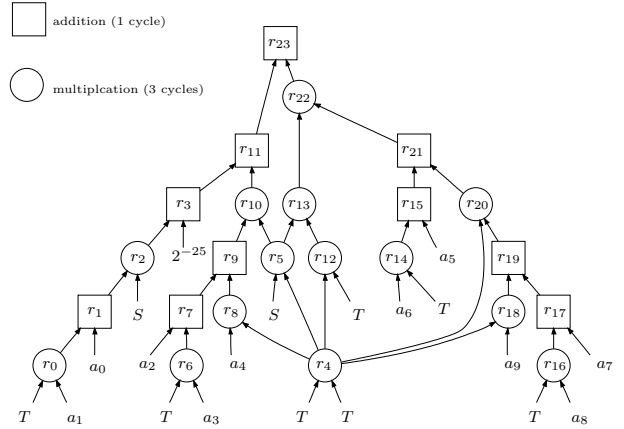 addition (1 cycle)
r23
multiplcation (3 cycles)
r22
r11 r21
r3 r10 r13 r15 r20
r2 2^{-25} r9 r5 r12 r14 a5 r19
r1 S r7 r8 S T a6 T r18 r17
r0 a0 a2 r6 a4 r4 a9 r16 a7
T a1 T a3 T T T a8